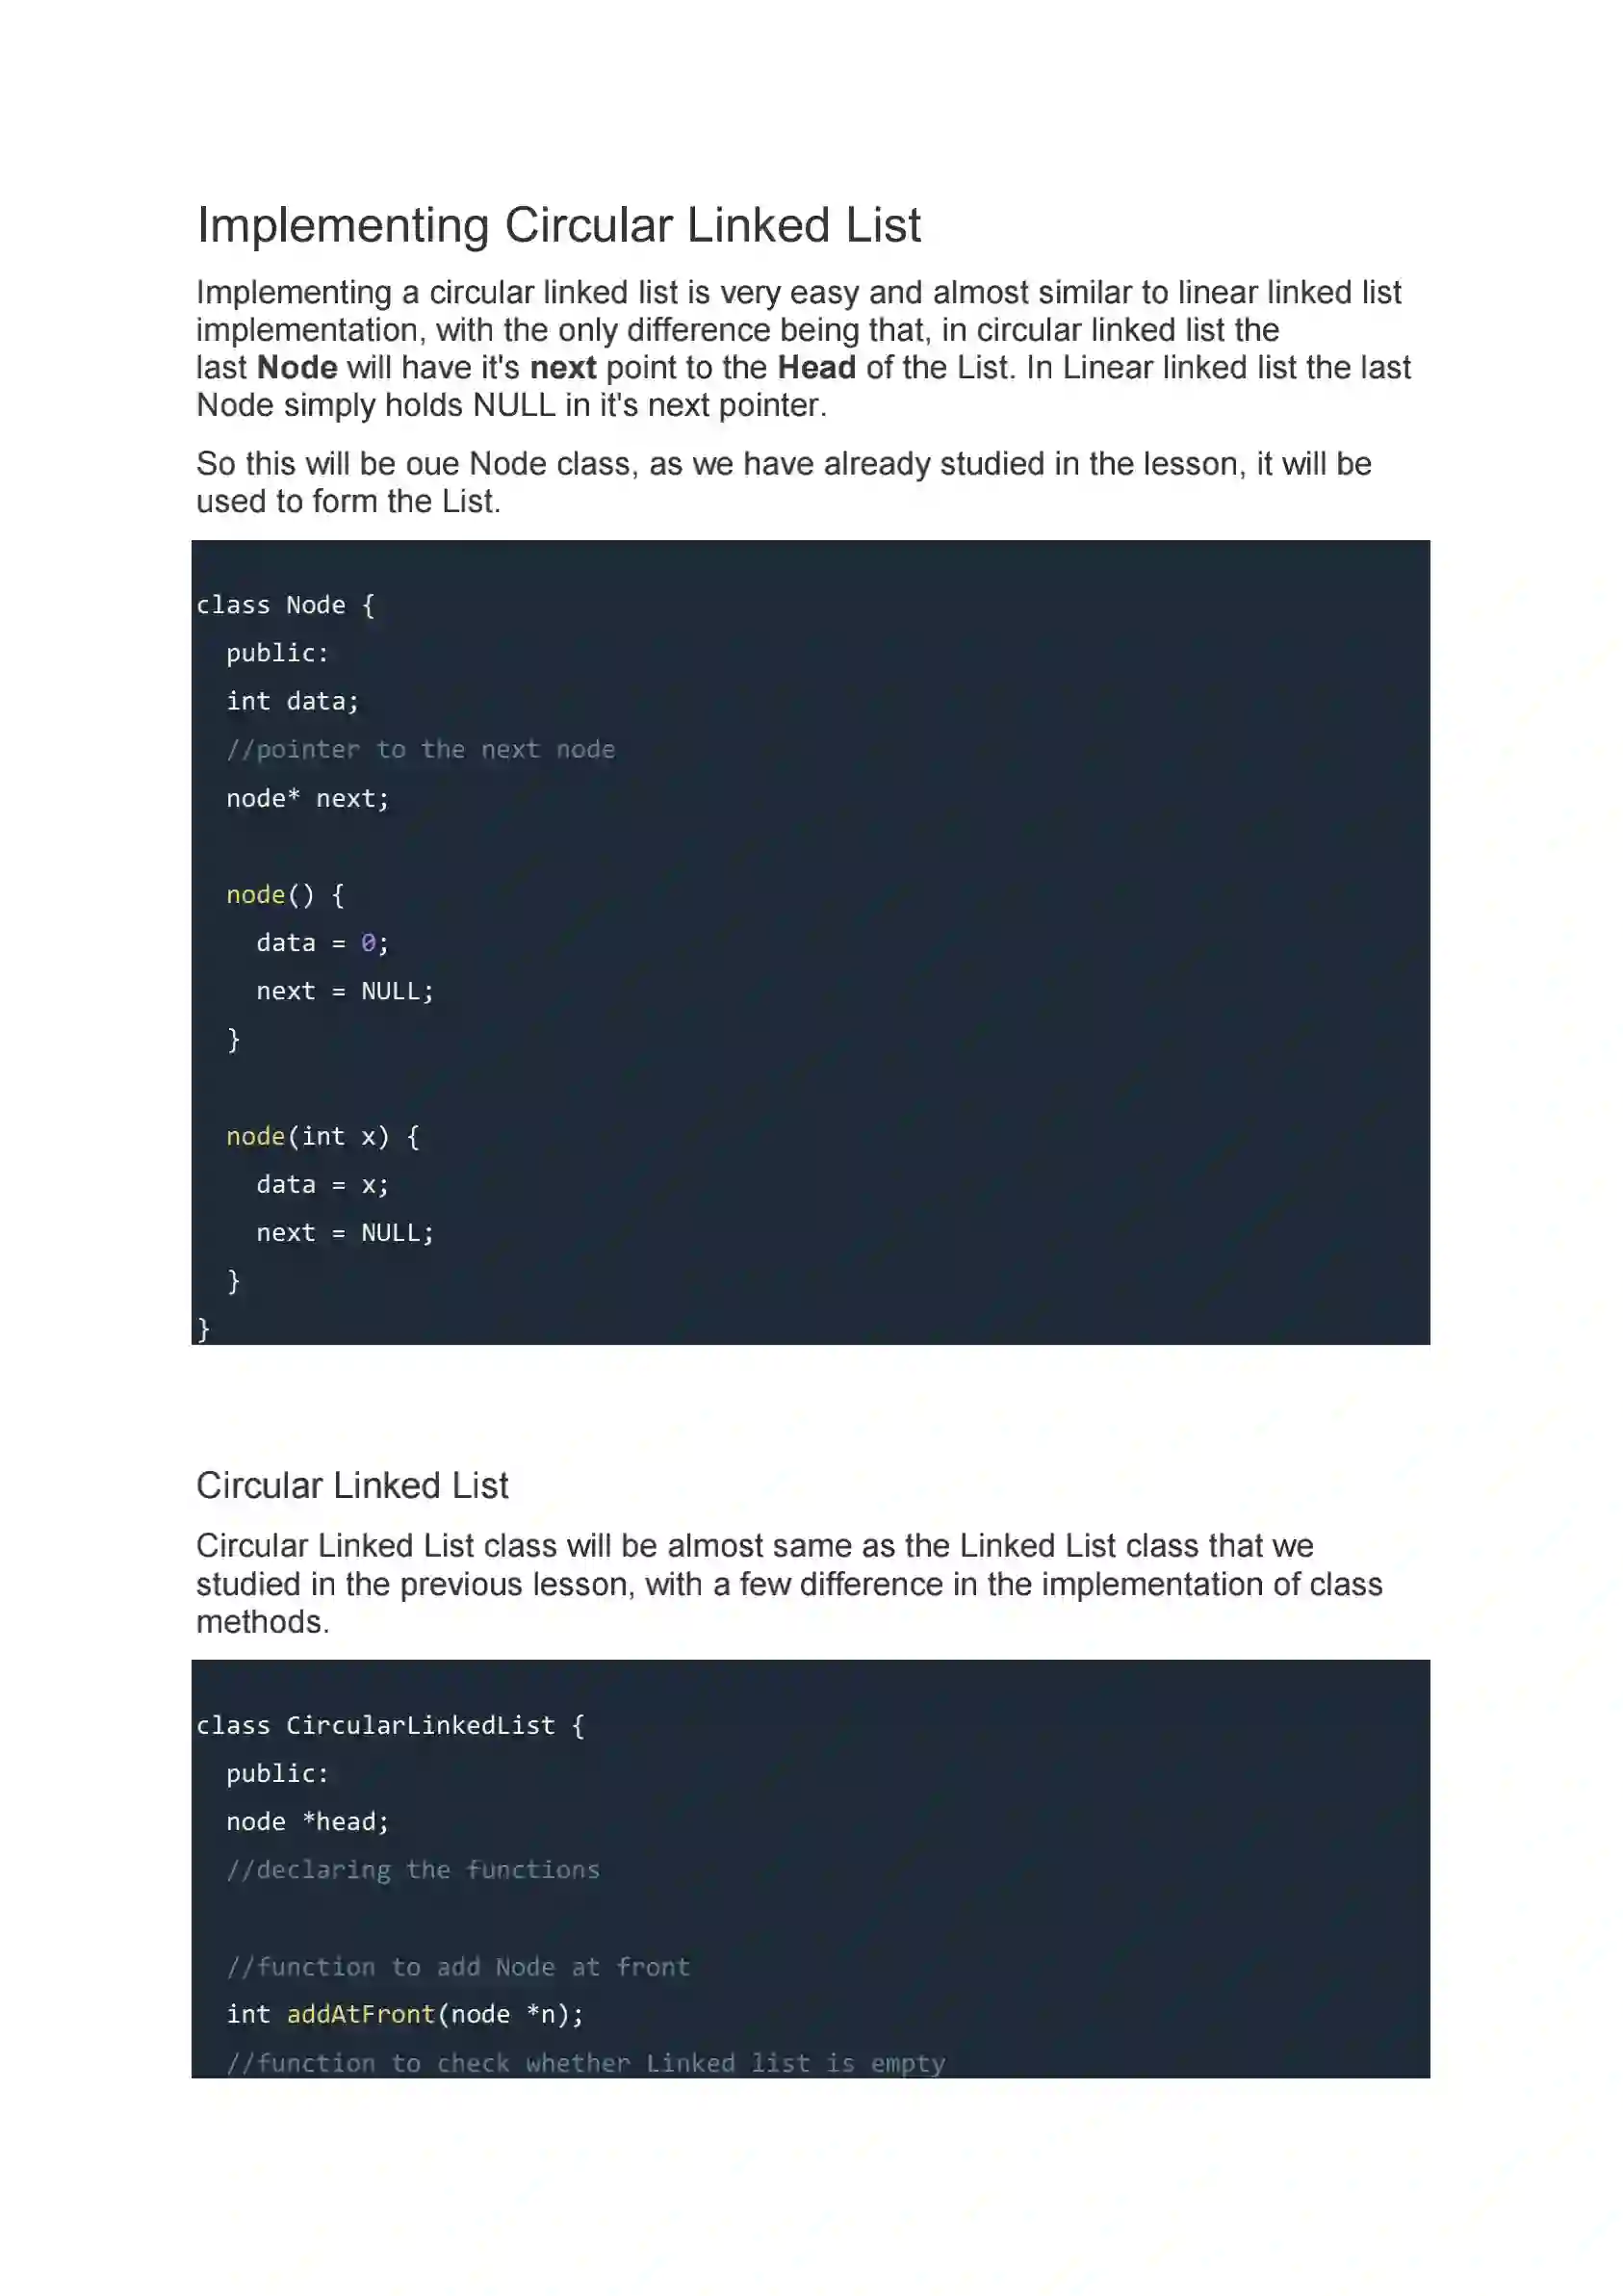 Implementing Circular Linked List
Implementing a circular linked list is very easy and almost similar to linear linked list
implementation, with the only difference being that, in circular linked list the
last Node will have it's next point to the Head of the List. In Linear linked list the last
Node simply holds NULL in it's next pointer.
So this will be oue Node class, as we have already studied in the lesson, it will be
used to form the List.
class Node {
  public:
  int data;
  //pointer to the next node
  node* next;
  node() {
    data = 0;
    next = NULL;
  }
  node(int x) {
    data = x;
    next = NULL;
  }
}
Circular Linked List
Circular Linked List class will be almost same as the Linked List class that we
studied in the previous lesson, with a few difference in the implementation of class
methods.
class CircularLinkedList {
  public:
  node *head;
  //declaring the functions
  //function to add Node at front
  int addAtFront(node *n);
  //function to check whether Linked list is empty